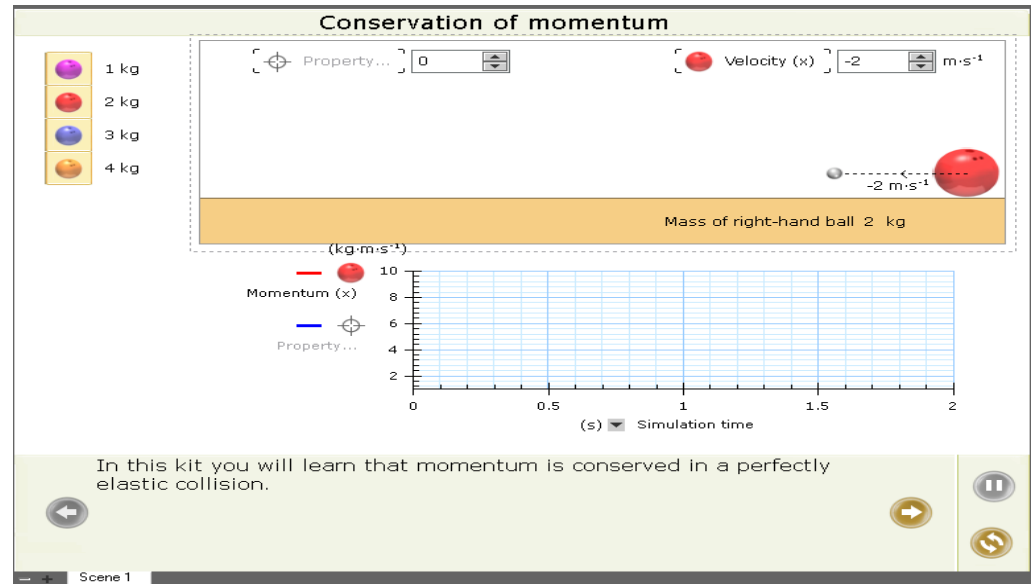 Conservation of momentum
1 kg
2 kg
3 kg
4 kg
Property... 0
Velocity (x) -2 m·s⁻¹
-2 m·s⁻¹
Mass of right-hand ball 2 kg
(kg·m·s⁻¹)
Momentum (x)
Property...
10
8
6
4
2
0 0.5 1 1.5 2
(s) Simulation time
In this kit you will learn that momentum is conserved in a perfectly
elastic collision.
Scene 1